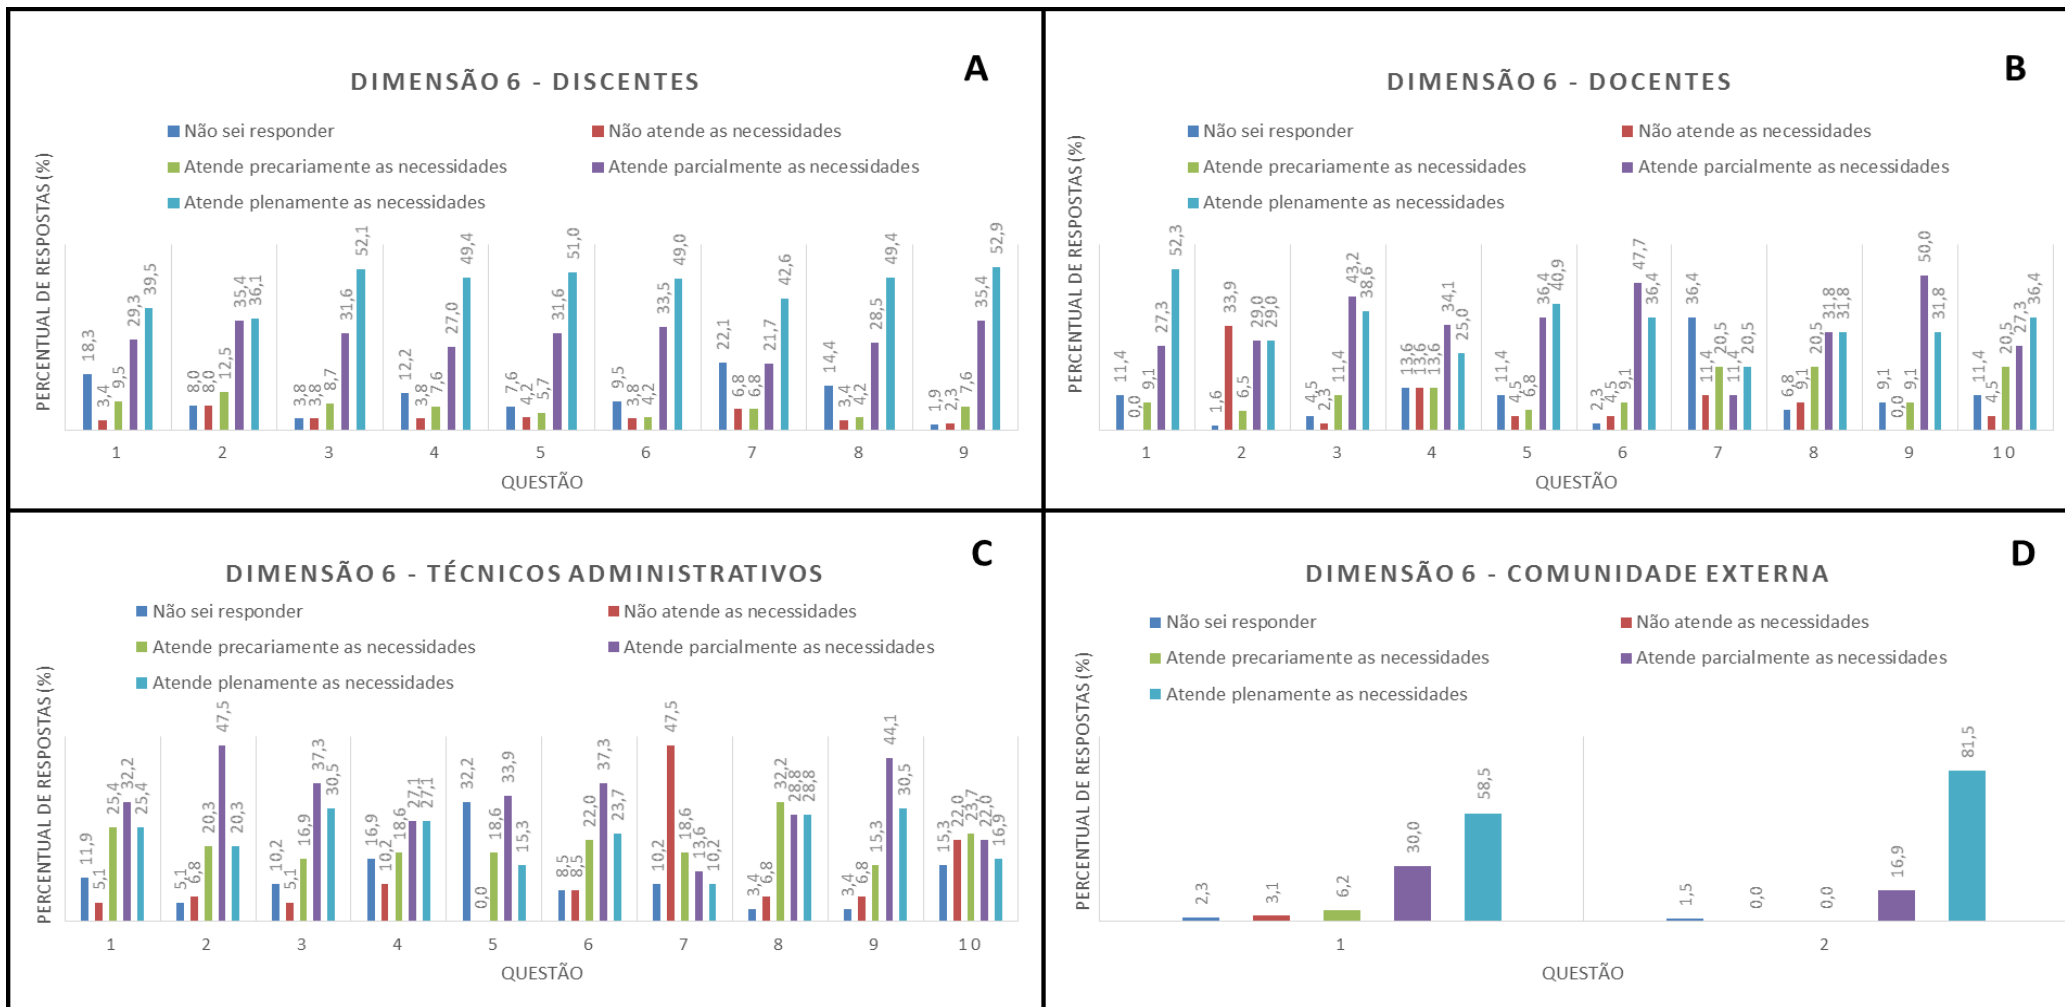 A
DIMENSÃO 6 - DISCENTES
Não sei responder
Não atende as necessidades
Atende precariamente as necessidades
Atende parcialmente as necessidades
Atende plenamente as necessidades
PERCENTUAL DE RESPOSTAS (%)
18,3 3,4 9,5 29,3 39,5
8,0 8,0 12,5 35,4 36,1
3,8 3,8 8,7 31,6 52,1
12,2 3,8 7,6 27,0 49,4
7,6 4,2 5,7 31,6 51,0
9,5 3,8 4,2 33,5 49,0
22,1 6,8 6,8 21,7 42,6
14,4 3,4 4,2 28,5 49,4
1,9 2,3 7,6 35,4 52,9
1 2 3 4 5 6 7 8 9
QUESTÃO
B
DIMENSÃO 6 - DOCENTES
Não sei responder
Não atende as necessidades
Atende precariamente as necessidades
Atende parcialmente as necessidades
Atende plenamente as necessidades
PERCENTUAL DE RESPOSTAS (%)
11,4 0,0 9,1 27,3 52,3
1,6 33,9 6,5 29,0 29,0
4,5 2,3 11,4 43,2 38,6
13,6 13,6 13,6 34,1 25,0
11,4 4,5 6,8 36,4 40,9
2,3 4,5 9,1 47,7 36,4
36,4 11,4 20,5 11,4 20,5
6,8 9,1 20,5 31,8 31,8
9,1 0,0 9,1 50,0 31,8
11,4 4,5 20,5 27,3 36,4
1 2 3 4 5 6 7 8 9 10
QUESTÃO
C
DIMENSÃO 6 - TÉCNICOS ADMINISTRATIVOS
Não sei responder
Não atende as necessidades
Atende precariamente as necessidades
Atende parcialmente as necessidades
Atende plenamente as necessidades
PERCENTUAL DE RESPOSTAS (%)
11,9 5,1 25,4 32,2 25,4
5,1 6,8 20,3 47,5 20,3
10,2 5,1 16,9 37,3 30,5
16,9 10,2 18,6 27,1 27,1
32,2 0,0 18,6 33,9 15,3
8,5 8,5 22,0 37,3 23,7
10,2 47,5 18,6 13,6 10,2
3,4 6,8 32,2 28,8 28,8
3,4 6,8 15,3 44,1 30,5
15,3 22,0 23,7 22,0 16,9
1 2 3 4 5 6 7 8 9 10
QUESTÃO
D
DIMENSÃO 6 - COMUNIDADE EXTERNA
Não sei responder
Não atende as necessidades
Atende precariamente as necessidades
Atende parcialmente as necessidades
Atende plenamente as necessidades
PERCENTUAL DE RESPOSTAS (%)
2,3 3,1 6,2 30,0 58,5
1,5 0,0 0,0 16,9 81,5
1 2
QUESTÃO